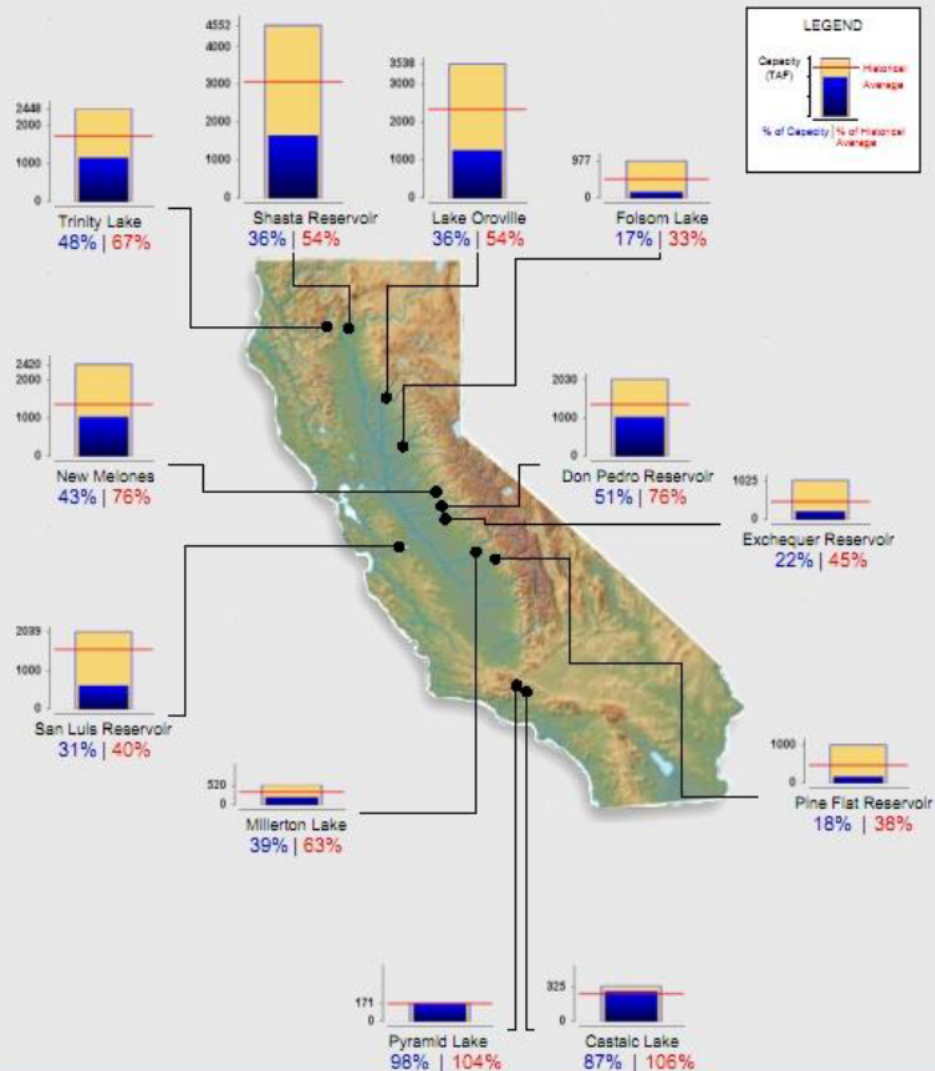 LEGEND
Capacity
(TAF)
Historical
Average
% of Capacity | % of Historical
Average
4552
4000
3000
2000
1000
0
Shasta Reservoir
36% | 54%
3538
3000
2000
1000
0
Lake Oroville
36% | 54%
2448
2000
1000
0
Trinity Lake
48% | 67%
977
0
Folsom Lake
17% | 33%
2420
2000
1000
0
New Melones
43% | 76%
2030
1000
0
Don Pedro Reservoir
51% | 76%
1025
0
Exchequer Reservoir
22% | 45%
2039
1000
0
San Luis Reservoir
31% | 40%
520
0
Millerton Lake
39% | 63%
1000
0
Pine Flat Reservoir
18% | 38%
171
0
Pyramid Lake
98% | 104%
325
0
Castaic Lake
87% | 106%